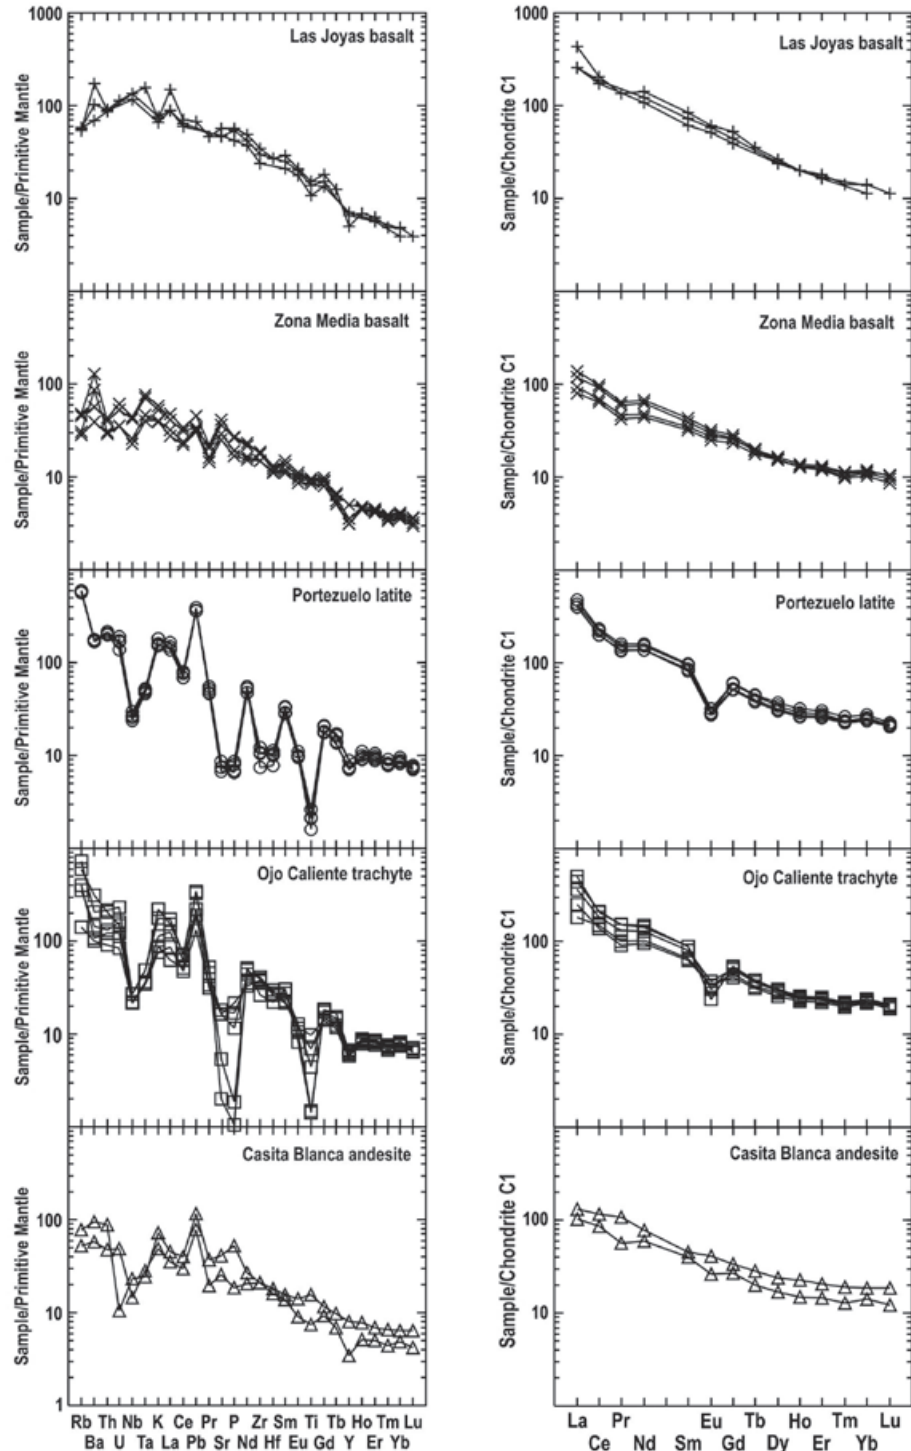 1000
Las Joyas basalt
100
10
Sample/Primitive Mantle
Las Joyas basalt
1000
100
10
Sample/Chondrite C1
Zona Media basalt
100
10
Sample/Primitive Mantle
Zona Media basalt
100
10
Sample/Chondrite C1
Portezuelo latite
100
10
Sample/Primitive Mantle
Portezuelo latite
100
10
Sample/Chondrite C1
Ojo Caliente trachyte
100
10
Sample/Primitive Mantle
Ojo Caliente trachyte
100
10
Sample/Chondrite C1
Casita Blanca andesite
100
10
1
Sample/Primitive Mantle
Casita Blanca andesite
100
10
1
Sample/Chondrite C1
Rb Th Nb K Ce Pr P Zr Sm Ti Tb Ho Tm Lu
Ba U Ta La Pb Sr Nd Hf Eu Gd Y Er Yb
La Pr Eu Tb Ho Tm Lu
Ce Nd Sm Gd Dy Er Yb